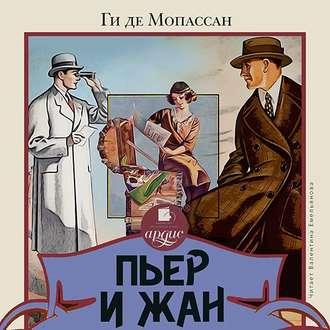 Ги де Мопассан
ардис
ПЬЕР
И ЖАН
Читает Валентина Емельянова